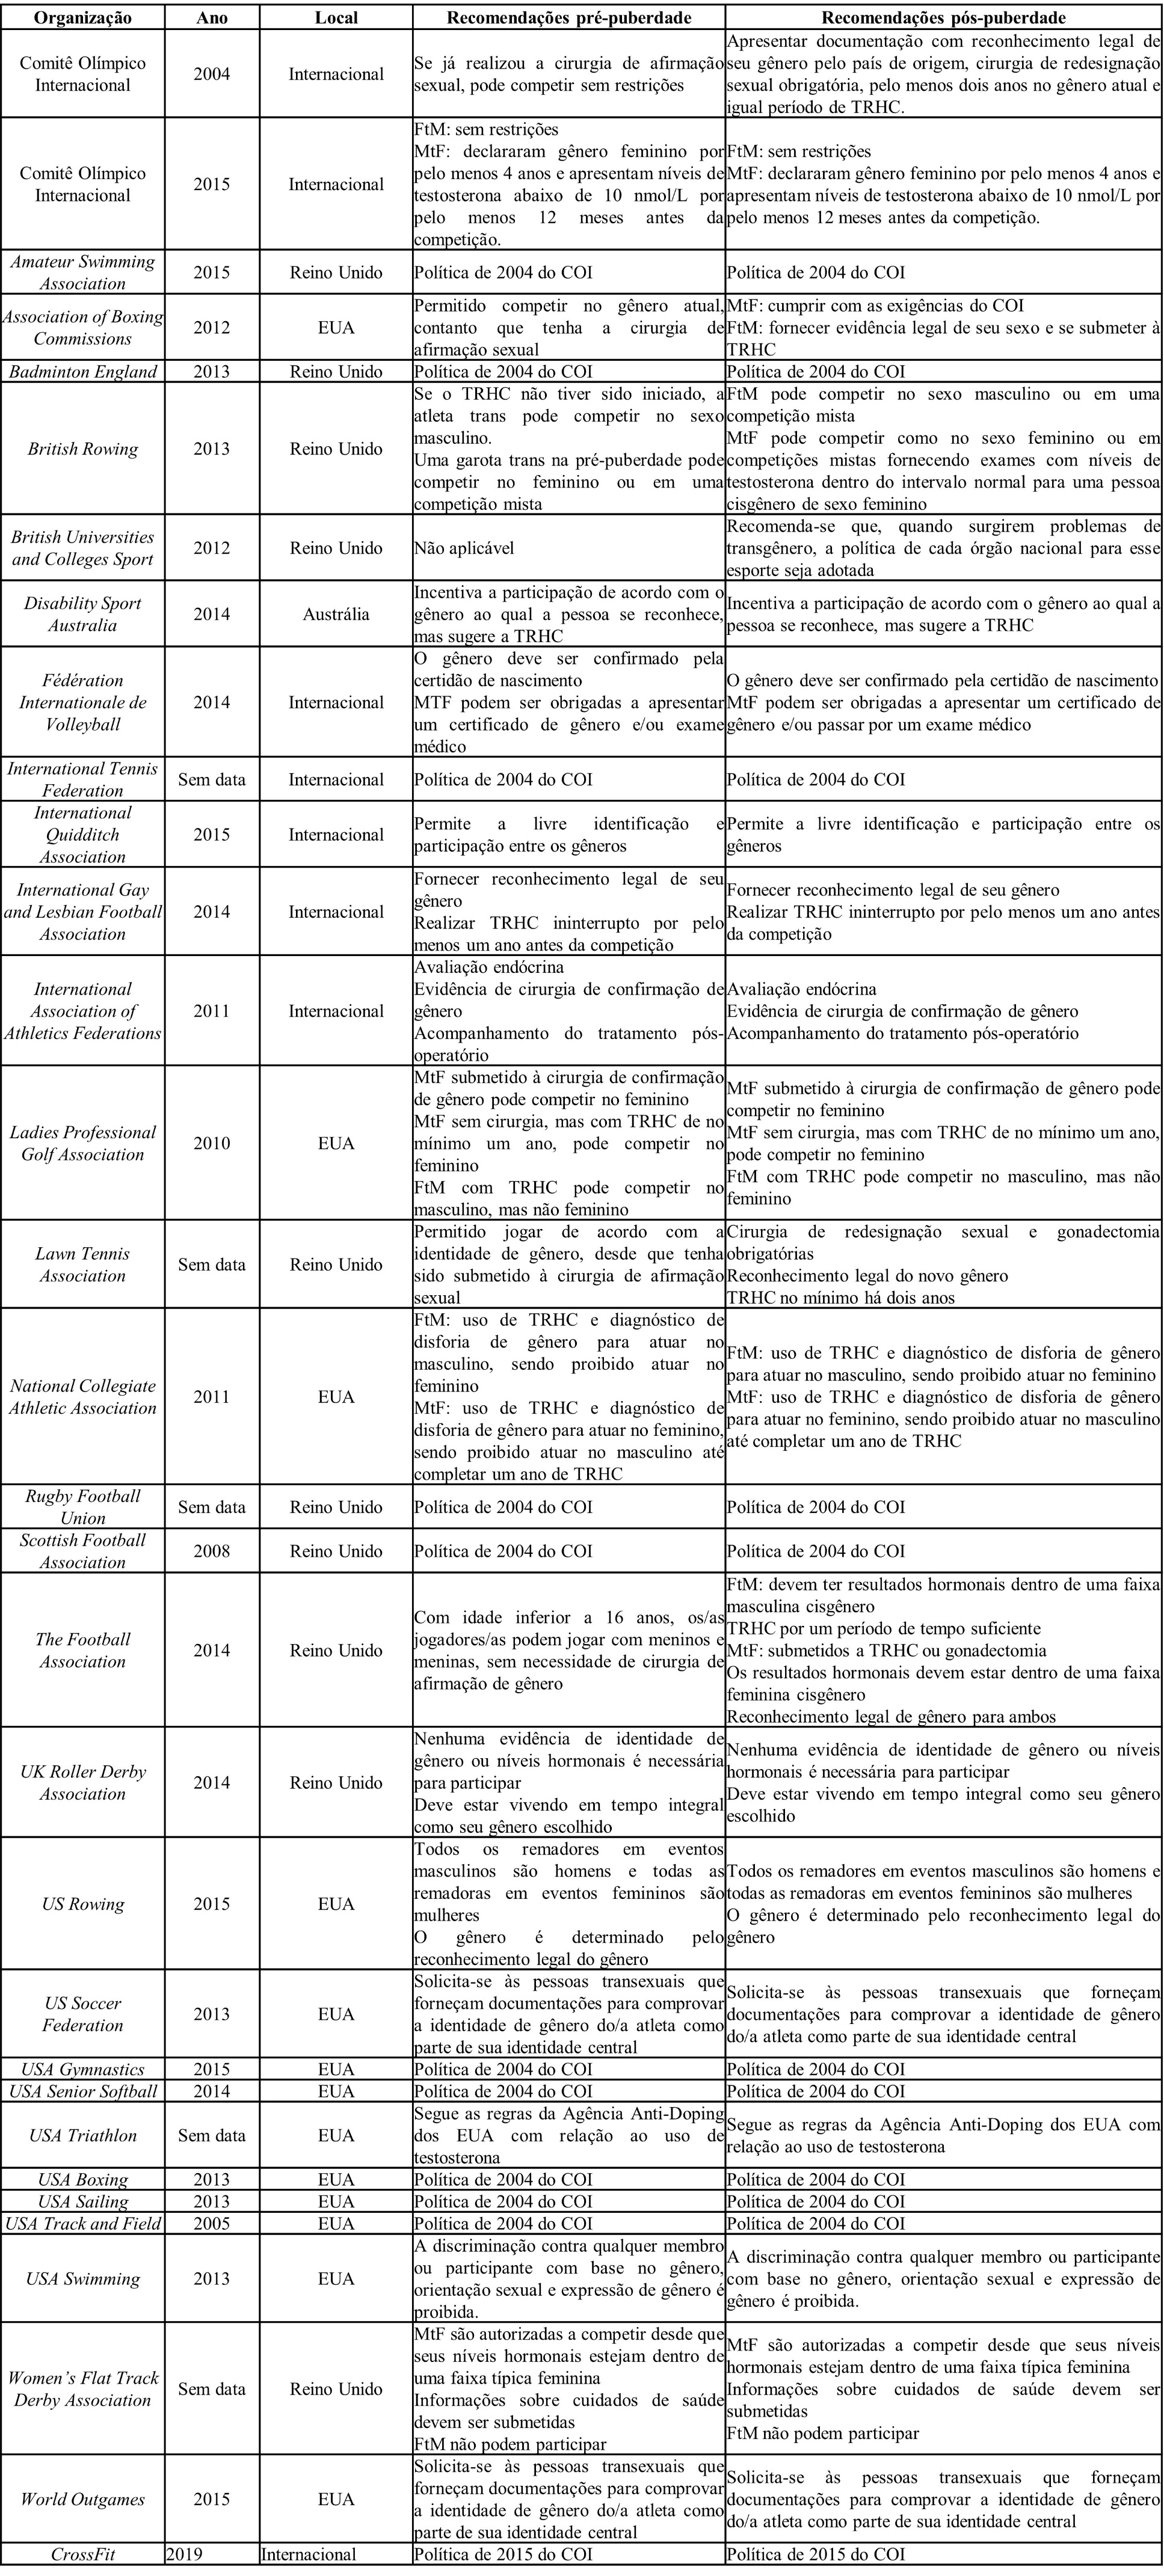 Organização Ano Local Recomendações pré-puberdade Recomendações pós-puberdade
Comitê Olímpico
Internacional
2004
Internacional
Se já realizou a cirurgia de afirmação
sexual, pode competir sem restrições
Apresentar documentação com reconhecimento legal de
seu gênero pelo país de origem, cirurgia de redesignação
sexual obrigatória, pelo menos dois anos no gênero atual e
igual período de TRHC.
Comitê Olímpico
Internacional
2015
Internacional
FtM: sem restrições
MtF: declararam gênero feminino por
pelo menos 4 anos e apresentam níveis de
testosterona abaixo de 10 nmol/L por
pelo menos 12 meses antes da
competição.
FtM: sem restrições
MtF: declararam gênero feminino por pelo menos 4 anos e
apresentam níveis de testosterona abaixo de 10 nmol/L por
pelo menos 12 meses antes da competição.
Amateur Swimming
Association
2015
Reino Unido
Política de 2004 do COI
Política de 2004 do COI
Association of Boxing
Commissions
2012
EUA
Permitido competir no gênero atual,
contanto que tenha a cirurgia de
afirmação sexual
MtF: cumprir com as exigências do COI
FtM: fornecer evidência legal de seu sexo e se submeter à
TRHC
Badminton England
2013
Reino Unido
Política de 2004 do COI
Política de 2004 do COI
British Rowing
2013
Reino Unido
Se o TRHC não tiver sido iniciado, a
atleta trans pode competir no sexo
masculino.
Uma garota trans na pré-puberdade pode
competir no feminino ou em uma
competição mista
FtM pode competir no sexo masculino ou em uma
competição mista
MtF pode competir como no sexo feminino ou em
competições mistas fornecendo exames com níveis de
testosterona dentro do intervalo normal para uma pessoa
cisgênero de sexo feminino
British Universities
and Colleges Sport
2012
Reino Unido
Não aplicável
Recomenda-se que, quando surgirem problemas de
transgênero, a política de cada órgão nacional para esse
esporte seja adotada
Disability Sport
Australia
2014
Austrália
Incentiva a participação de acordo com o
gênero ao qual a pessoa se reconhece,
mas sugere a TRHC
Incentiva a participação de acordo com o gênero ao qual a
pessoa se reconhece, mas sugere a TRHC
Fédération
Internationale de
Volleyball
2014
Internacional
O gênero deve ser confirmado pela
certidão de nascimento
MTF podem ser obrigadas a apresentar
um certificado de gênero e/ou exame
médico
O gênero deve ser confirmado pela certidão de nascimento
MtF podem ser obrigadas a apresentar um certificado de
gênero e/ou passar por um exame médico
International Tennis
Federation
Sem data
Internacional
Política de 2004 do COI
Política de 2004 do COI
International
Quidditch
Association
2015
Internacional
Permite a livre identificação e
participação entre os gêneros
Permite a livre identificação e participação entre os
gêneros
International Gay
and Lesbian Football
Association
2014
Internacional
Fornecer reconhecimento legal de seu
gênero
Realizar TRHC ininterrupto por pelo
menos um ano antes da competição
Fornecer reconhecimento legal de seu gênero
Realizar TRHC ininterrupto por pelo menos um ano antes
da competição
International
Association of
Athletics Federations
2011
Internacional
Avaliação endócrina
Evidência de cirurgia de confirmação de
gênero
Acompanhamento do tratamento pós-
operatório
Avaliação endócrina
Evidência de cirurgia de confirmação de gênero
Acompanhamento do tratamento pós-operatório
Ladies Professional
Golf Association
2010
EUA
MtF submetido à cirurgia de confirmação
de gênero pode competir no feminino
MtF sem cirurgia, mas com TRHC de no
mínimo um ano, pode competir no
feminino
FtM com TRHC pode competir no
masculino, mas não feminino
MtF submetido à cirurgia de confirmação de gênero pode
competir no feminino
MtF sem cirurgia, mas com TRHC de no mínimo um ano,
pode competir no feminino
FtM com TRHC pode competir no masculino, mas não
feminino
Lawn Tennis
Association
Sem data
Reino Unido
Permitido jogar de acordo com a
identidade de gênero, desde que tenha
sido submetido à cirurgia de afirmação
sexual
Cirurgia de redesignação sexual e gonadectomia
obrigatórias
Reconhecimento legal do novo gênero
TRHC no mínimo há dois anos
National Collegiate
Athletic Association
2011
EUA
FtM: uso de TRHC e diagnóstico de
disforia de gênero para atuar no
masculino, sendo proibido atuar no
feminino
MtF: uso de TRHC e diagnóstico de
disforia de gênero para atuar no feminino,
sendo proibido atuar no masculino até
completar um ano de TRHC
FtM: uso de TRHC e diagnóstico de disforia de gênero
para atuar no masculino, sendo proibido atuar no feminino
MtF: uso de TRHC e diagnóstico de disforia de gênero
para atuar no feminino, sendo proibido atuar no masculino
até completar um ano de TRHC
Rugby Football
Union
Sem data
Reino Unido
Política de 2004 do COI
Política de 2004 do COI
Scottish Football
Association
2008
Reino Unido
Política de 2004 do COI
Política de 2004 do COI
The Football
Association
2014
Reino Unido
Com idade inferior a 16 anos, os/as
jogadores/as podem jogar com meninos e
meninas, sem necessidade de cirurgia de
afirmação de gênero
FtM: devem ter resultados hormonais dentro de uma faixa
masculina cisgênero
TRHC por um período de tempo suficiente
MtF: submetidos a TRHC ou gonadectomia
Os resultados hormonais devem estar dentro de uma faixa
feminina cisgênero
Reconhecimento legal de gênero para ambos
UK Roller Derby
Association
2014
Reino Unido
Nenhuma evidência de identidade de
gênero ou níveis hormonais é necessária
para participar
Deve estar vivendo em tempo integral
como seu gênero escolhido
Nenhuma evidência de identidade de gênero ou níveis
hormonais é necessária para participar
Deve estar vivendo em tempo integral como seu gênero
escolhido
US Rowing
2015
EUA
Todos os remadores em eventos
masculinos são homens e todas as
remadoras em eventos femininos são
mulheres
O gênero é determinado pelo
reconhecimento legal do gênero
Todos os remadores em eventos masculinos são homens e
todas as remadoras em eventos femininos são mulheres
O gênero é determinado pelo reconhecimento legal do
gênero
US Soccer
Federation
2013
EUA
Solicita-se às pessoas transexuais que
forneçam documentações para comprovar
a identidade de gênero do/a atleta como
parte de sua identidade central
Solicita-se às pessoas transexuais que forneçam
documentações para comprovar a identidade de gênero
do/a atleta como parte de sua identidade central
USA Gymnastics
2015
EUA
Política de 2004 do COI
Política de 2004 do COI
USA Senior Softball
2014
EUA
Política de 2004 do COI
Política de 2004 do COI
USA Triathlon
Sem data
EUA
Segue as regras da Agência Anti-Doping
dos EUA com relação ao uso de
testosterona
Segue as regras da Agência Anti-Doping dos EUA com
relação ao uso de testosterona
USA Boxing
2013
EUA
Política de 2004 do COI
Política de 2004 do COI
USA Sailing
2013
EUA
Política de 2004 do COI
Política de 2004 do COI
USA Track and Field
2005
EUA
Política de 2004 do COI
Política de 2004 do COI
USA Swimming
2013
EUA
A discriminação contra qualquer membro
ou participante com base no gênero,
orientação sexual e expressão de gênero é
proibida.
A discriminação contra qualquer membro ou participante
com base no gênero, orientação sexual e expressão de
gênero é proibida.
Women’s Flat Track
Derby Association
Sem data
Reino Unido
MtF são autorizadas a competir desde que
seus níveis hormonais estejam dentro de
uma faixa típica feminina
Informações sobre cuidados de saúde
devem ser submetidas
FtM não podem participar
MtF são autorizadas a competir desde que seus níveis
hormonais estejam dentro de uma faixa típica feminina
Informações sobre cuidados de saúde devem ser
submetidas
FtM não podem participar
World Outgames
2015
EUA
Solicita-se às pessoas transexuais que
forneçam documentações para comprovar
a identidade de gênero do/a atleta como
parte de sua identidade central
Solicita-se às pessoas transexuais que forneçam
documentações para comprovar a identidade de gênero
do/a atleta como parte de sua identidade central
CrossFit
2019
Internacional
Política de 2015 do COI
Política de 2015 do COI